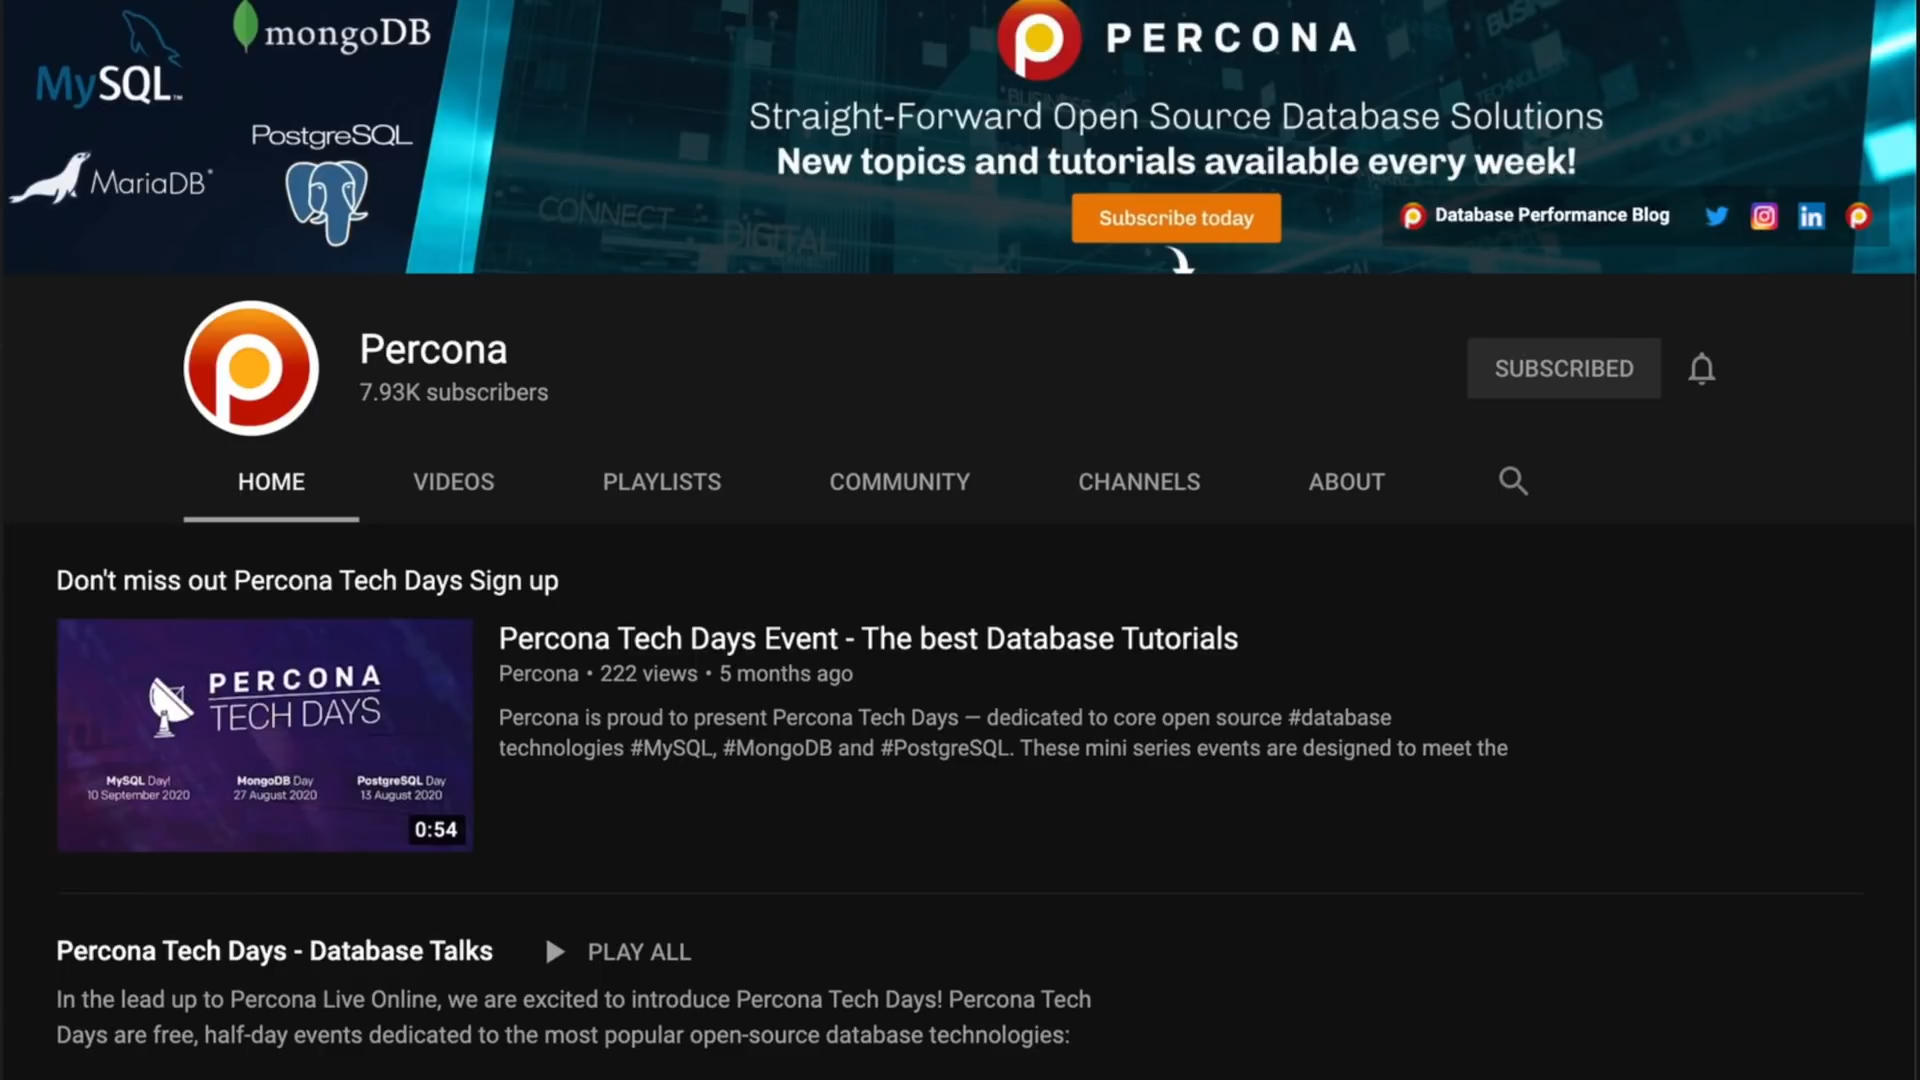 mongoDB
MySQL™
PostgreSQL
MariaDB
PERCONA
Straight-Forward Open Source Database Solutions
New topics and tutorials available every week!
CONNECT
DIGITAL
Subscribe today
Database Performance Blog
Percona
7.93K subscribers
SUBSCRIBED
HOME VIDEOS PLAYLISTS COMMUNITY CHANNELS ABOUT
Don't miss out Percona Tech Days Sign up
PERCONA
TECH DAYS
MySQL Day! MongoDB Day PostgreSQL Day
10 September 2020 27 August 2020 13 August 2020
0:54
Percona Tech Days Event - The best Database Tutorials
Percona • 222 views • 5 months ago
Percona is proud to present Percona Tech Days — dedicated to core open source #database
technologies #MySQL, #MongoDB and #PostgreSQL. These mini series events are designed to meet the
Percona Tech Days - Database Talks PLAY ALL
In the lead up to Percona Live Online, we are excited to introduce Percona Tech Days! Percona Tech
Days are free, half-day events dedicated to the most popular open-source database technologies: